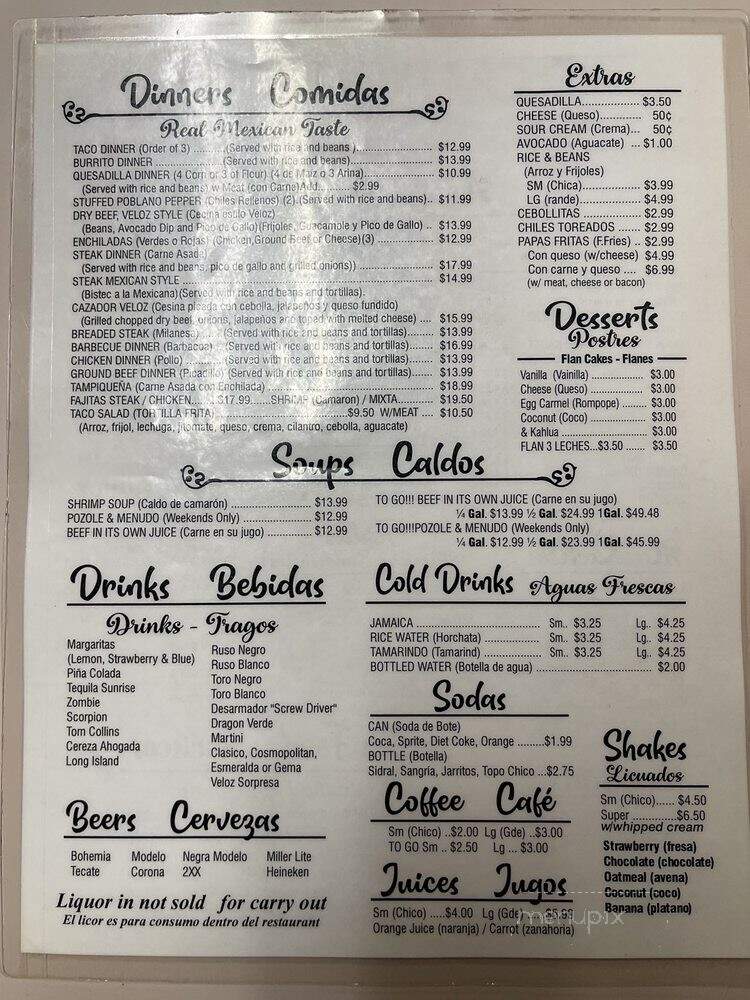 Dinners Comidas
Real Mexican Taste
TACO DINNER (Order of 3) ........(Served with rice and beans )................ $12.99
BURRITO DINNER ................(Served with rice and beans)................ $13.99
QUESADILLA DINNER (4 Corn or 3 of Flour) (4 de Maiz o 3 Arina)........ $10.99
(Served with rice and beans) w Meat (con Carne)Add......... $2.99
STUFFED POBLANO PEPPER (Chiles Rellenos) (2).(Served with rice and beans).. $11.99
DRY BEEF, VELOZ STYLE (Cecina estilo Veloz)
(Beans, Avocado Dip and Pico de Gallo)(Frijoles, Guacamole y Pico de Gallo) .. $13.99
ENCHILADAS (Verdes o Rojas) (Chicken,Ground Beef or Cheese)(3) ............ $12.99
STEAK DINNER (Carne Asada)
(Served with rice and beans, pico de gallo and grilled onions)) ............ $17.99
STEAK MEXICAN STYLE ............ $14.99
(Bistec a la Mexicana)(Served with rice and beans and tortillas).
CAZADOR VELOZ (Cesina picada con cebolla, jalapeños y queso fundido)
(Grilled chopped dry beef, onions, jalapeños and toped with melted cheese) .... $15.99
BREADED STEAK (Milanesa)..... (Served with rice and beans and tortillas)........ $13.99
BARBECUE DINNER (Barbacoa) (Served with rice and beans and tortillas)....... $16.99
CHICKEN DINNER (Pollo) ...... (Served with rice and beans and tortillas)....... $13.99
GROUND BEEF DINNER (Picadillo) (Served with rice and beans and tortillas)...... $13.99
TAMPIQUEÑA (Carne Asada con Enchilada) ................ $18.99
FAJITAS STEAK / CHICKEN..... $17.99......SHRIMP (Camaron) / MIXTA.......... $19.50
TACO SALAD (TORTILLA FRITA) ................$9.50 W/MEAT .... $10.50
(Arroz, frijol, lechuga, jitomate, queso, crema, cilantro, cebolla, aguacate)
Extras
QUESADILLA................. $3.50
CHEESE (Queso)............... 50¢
SOUR CREAM (Crema)... 50¢
AVOCADO (Aguacate) ... $1.00
RICE & BEANS
(Arroz y Frijoles)
SM (Chica)................. $3.99
LG (rande)................. $4.99
CEBOLLITAS ................. $2.99
CHILES TOREADOS ....... $2.99
PAPAS FRITAS (F.Fries) .. $2.99
Con queso (w/cheese) $4.99
Con carne y queso .... $6.99
(w/ meat, cheese or bacon)
Desserts
Postres
Flan Cakes - Flanes
Vanilla (Vainilla) ................ $3.00
Cheese (Queso) ................ $3.00
Egg Carmel (Rompope) ........ $3.00
Coconut (Coco) ................ $3.00
& Kahlua ................ $3.00
FLAN 3 LECHES...$3.50 ....... $3.50
Soups Caldos
SHRIMP SOUP (Caldo de camarón) ................ $13.99
POZOLE & MENUDO (Weekends Only) ................ $12.99
BEEF IN ITS OWN JUICE (Carne en su jugo) ............ $12.99
TO GO!!! BEEF IN ITS OWN JUICE (Carne en su jugo)
¼ Gal. $13.99 ½ Gal. $24.99 1Gal. $49.48
TO GO!!!POZOLE & MENUDO (Weekends Only)
¼ Gal. $12.99 ½ Gal. $23.99 1Gal. $45.99
Drinks Bebidas
Drinks - Tragos
Margaritas
(Lemon, Strawberry & Blue)
Piña Colada
Tequila Sunrise
Zombie
Scorpion
Tom Collins
Cereza Ahogada
Long Island
Ruso Negro
Ruso Blanco
Toro Negro
Toro Blanco
Desarmador "Screw Driver"
Dragon Verde
Martini
Clasico, Cosmopolitan,
Esmeralda or Gema
Veloz Sorpresa
Beers Cervezas
Bohemia Modelo Negra Modelo Miller Lite
Tecate Corona 2XX Heineken
Liquor in not sold for carry out
El licor es para consumo dentro del restaurant
Cold Drinks Aguas Frescas
JAMAICA ................ Sm.. $3.25 Lg.. $4.25
RICE WATER (Horchata) ................ Sm.. $3.25 Lg.. $4.25
TAMARINDO (Tamarind) ................ Sm.. $3.25 Lg.. $4.25
BOTTLED WATER (Botella de agua) ................ $2.00
Sodas
CAN (Soda de Bote)
Coca, Sprite, Diet Coke, Orange .........$1.99
BOTTLE (Botella)
Sidral, Sangría, Jarritos, Topo Chico ...$2.75
Coffee Café
Sm (Chico) ..$2.00 Lg (Gde) ..$3.00
TO GO Sm .. $2.50 Lg ... $3.00
Juices Jugos
Sm (Chico) .....$4.00 Lg (Gde) ... $5.99
Orange Juice (naranja) / Carrot (zanahoria)
Shakes
Licuados
Sm (Chico)...... $4.50
Super .............$6.50
w/whipped cream
Strawberry (fresa)
Chocolate (chocolate)
Oatmeal (avena)
Coconut (coco)
Banana (platano)
menupix